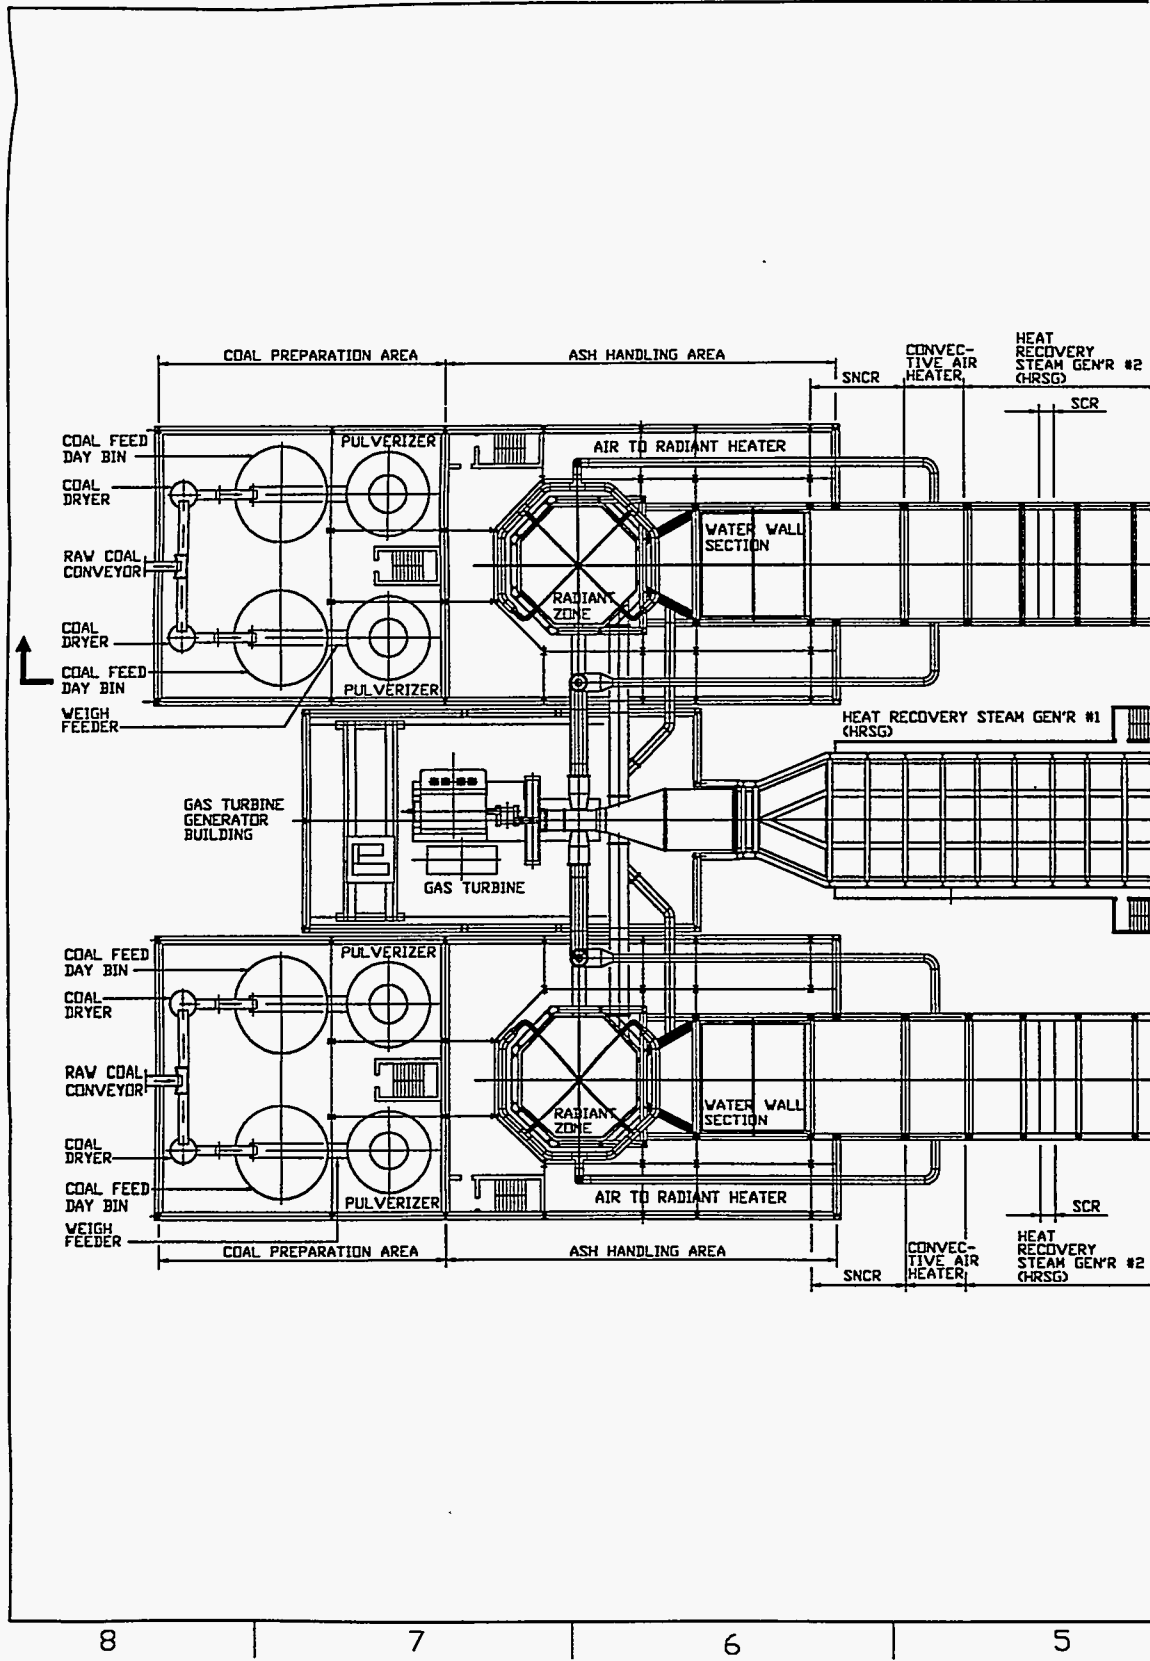 COAL PREPARATION AREA
ASH HANDLING AREA
SNCR
CONVEC-
TIVE AIR
HEATER
HEAT
RECOVERY
STEAM GEN'R #2
(HRSG)
SCR
COAL FEED
DAY BIN
PULVERIZER
AIR TO RADIANT HEATER
COAL
DRYER
WATER WALL
SECTION
RAW COAL
CONVEYOR
RADIANT
ZONE
COAL
DRYER
COAL FEED
DAY BIN
PULVERIZER
WEIGH
FEEDER
HEAT RECOVERY STEAM GEN'R #1
(HRSG)
GAS TURBINE
GENERATOR
BUILDING
GAS TURBINE
COAL FEED
DAY BIN
PULVERIZER
COAL
DRYER
RAW COAL
CONVEYOR
RADIANT
ZONE
WATER WALL
SECTION
COAL
DRYER
COAL FEED
DAY BIN
PULVERIZER
AIR TO RADIANT HEATER
SCR
WEIGH
FEEDER
COAL PREPARATION AREA
ASH HANDLING AREA
SNCR
CONVEC-
TIVE AIR
HEATER
HEAT
RECOVERY
STEAM GEN'R #2
(HRSG)
8
7
6
5